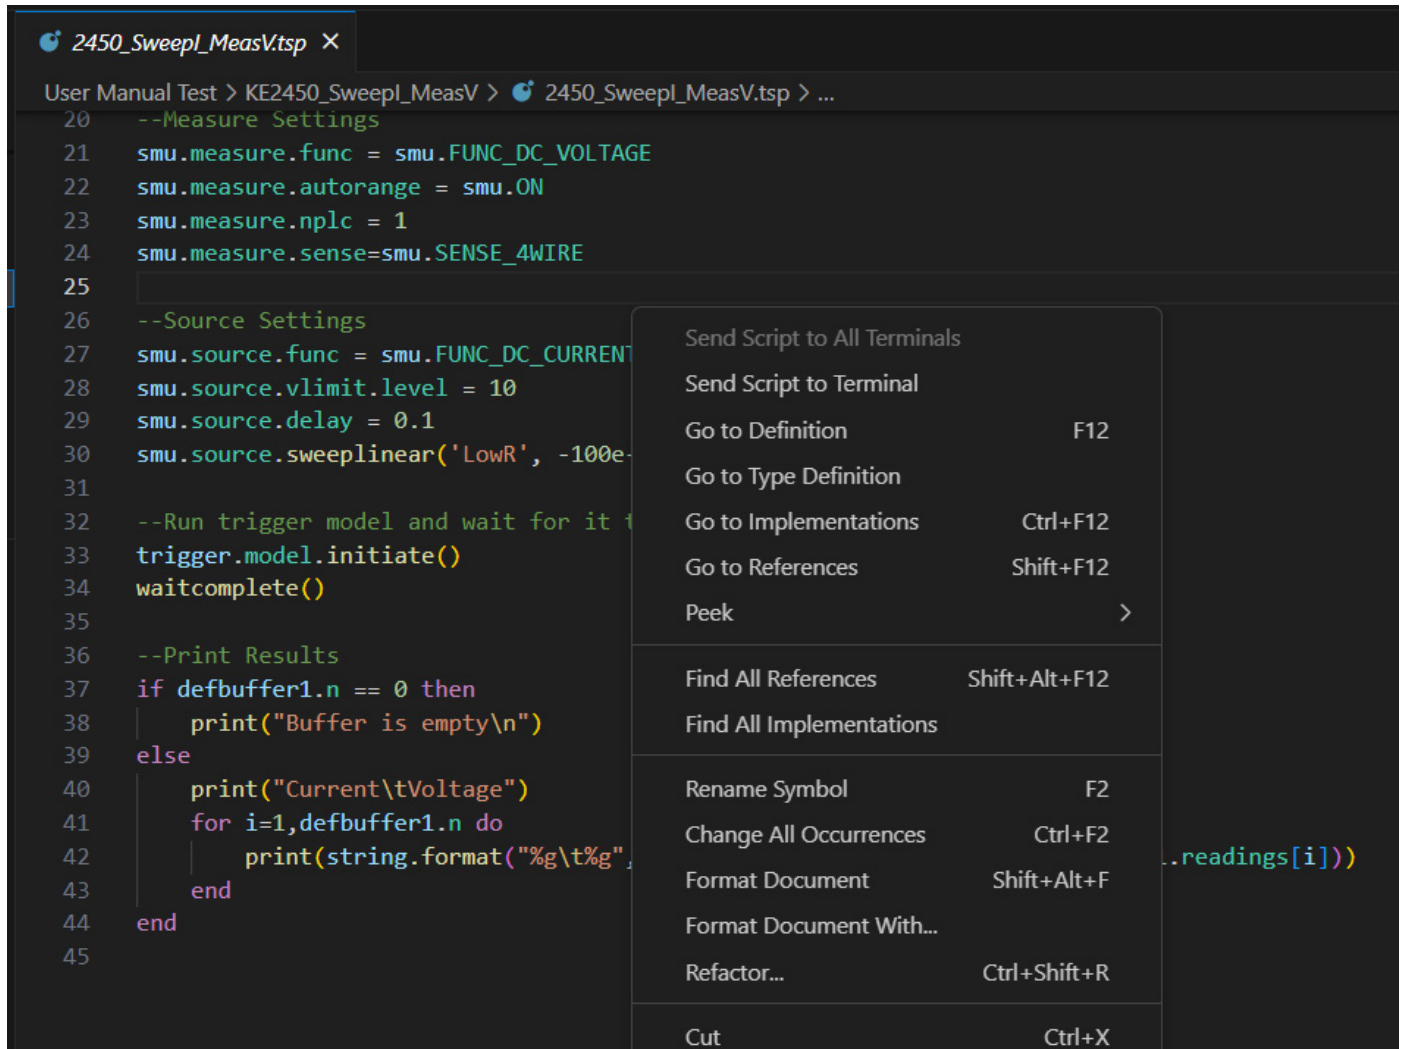 2450_SweepI_MeasV.tsp ×
User Manual Test > KE2450_SweepI_MeasV > 2450_SweepI_MeasV.tsp > ...
20 --Measure Settings
21 smu.measure.func = smu.FUNC_DC_VOLTAGE
22 smu.measure.autorange = smu.ON
23 smu.measure.nplc = 1
24 smu.measure.sense=smu.SENSE_4WIRE
25
26 --Source Settings
27 smu.source.func = smu.FUNC_DC_CURRENT
28 smu.source.vlimit.level = 10
29 smu.source.delay = 0.1
30 smu.source.sweeplinear('LowR', -100e-
31
32 --Run trigger model and wait for it t
33 trigger.model.initiate()
34 waitcomplete()
35
36 --Print Results
37 if defbuffer1.n == 0 then
38 print("Buffer is empty\n")
39 else
40 print("Current\tVoltage")
41 for i=1,defbuffer1.n do
42 print(string.format("%g\t%g", .readings[i]))
43 end
44 end
45
Send Script to All Terminals
Send Script to Terminal
Go to Definition F12
Go to Type Definition
Go to Implementations Ctrl+F12
Go to References Shift+F12
Peek >
Find All References Shift+Alt+F12
Find All Implementations
Rename Symbol F2
Change All Occurrences Ctrl+F2
Format Document Shift+Alt+F
Format Document With...
Refactor... Ctrl+Shift+R
Cut Ctrl+X